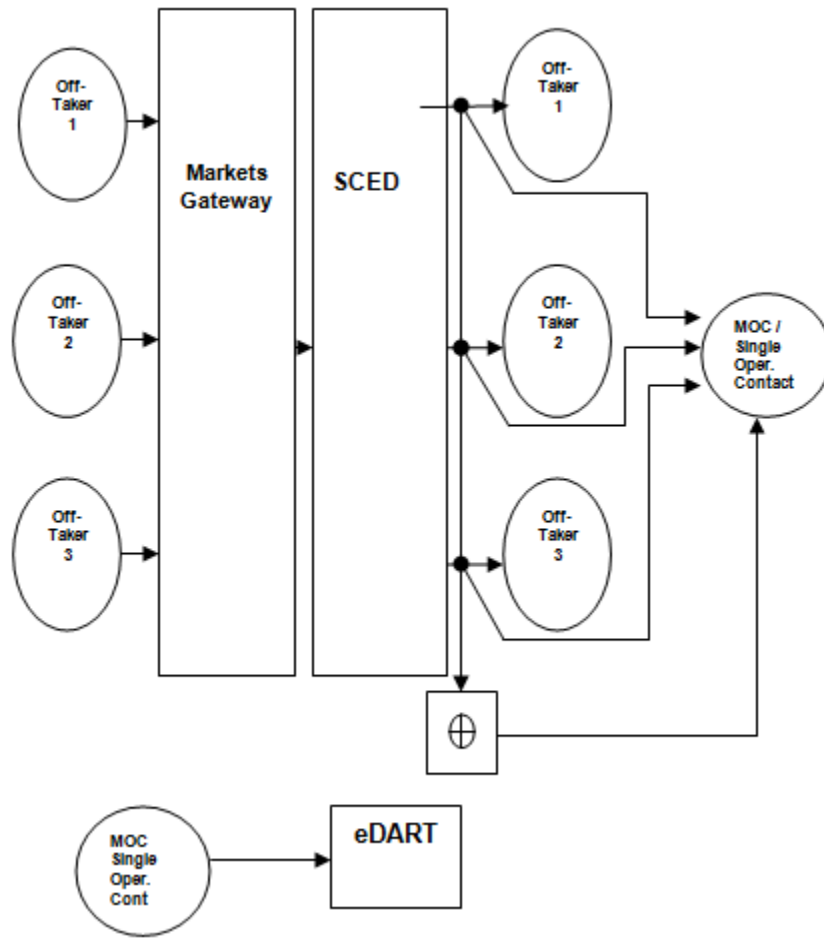 Off-
Taker
1
Off-
Taker
1
Markets
Gateway
SCED
Off-
Taker
2
Off-
Taker
2
MOC /
Single
Oper.
Contact
Off-
Taker
3
Off-
Taker
3
eDART
MOC
Single
Oper.
Cont